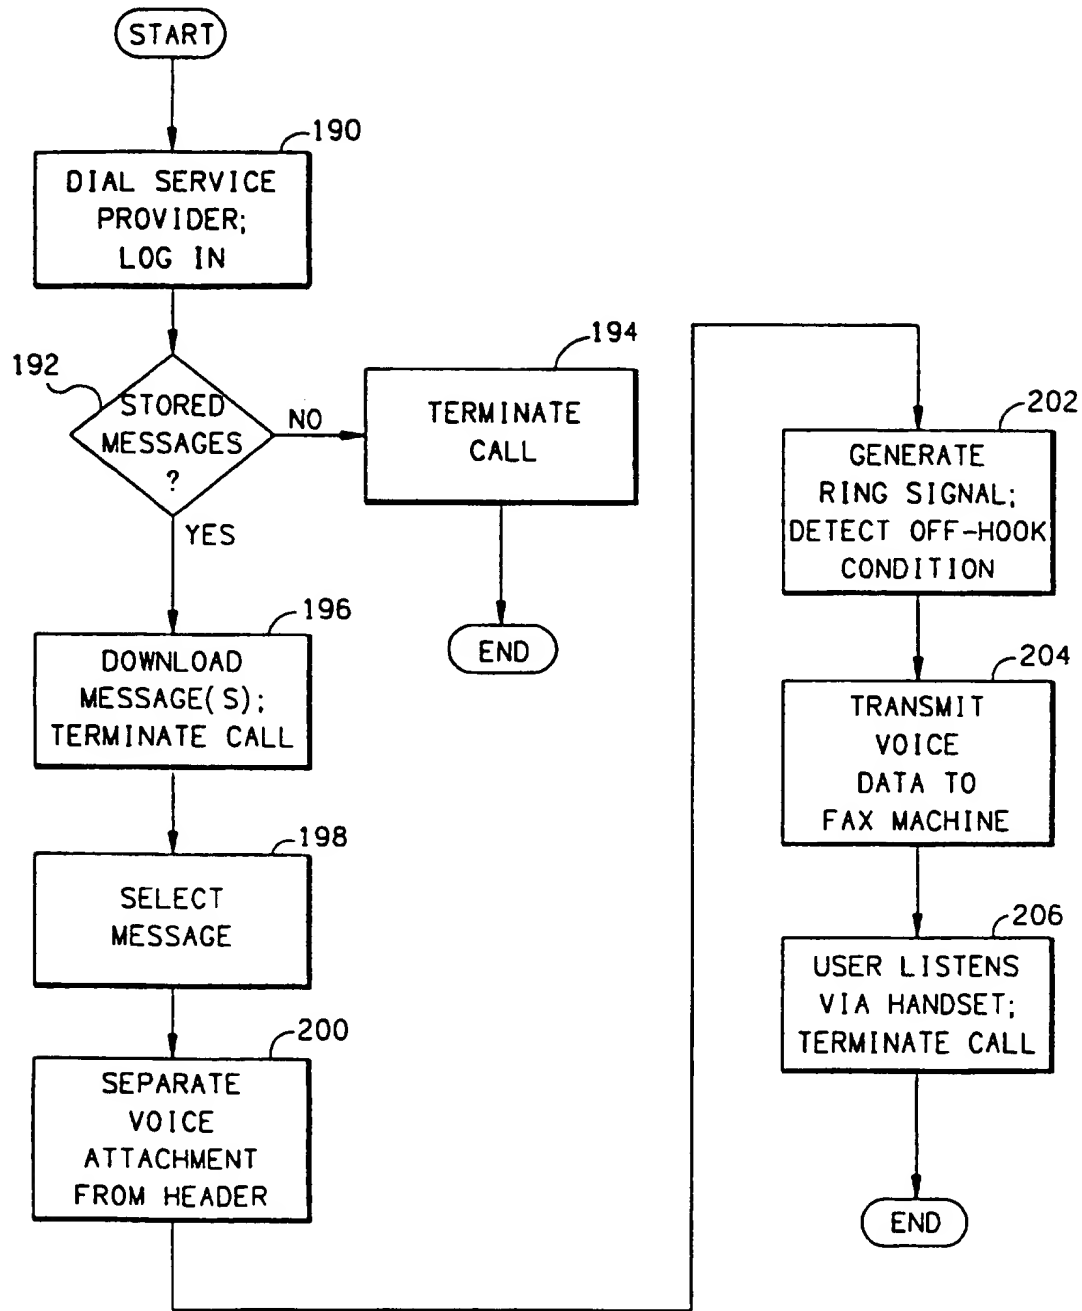 START
190
DIAL SERVICE
PROVIDER;
LOG IN
192
STORED
MESSAGES
?
NO
YES
194
TERMINATE
CALL
END
196
DOWNLOAD
MESSAGE(S);
TERMINATE CALL
198
SELECT
MESSAGE
200
SEPARATE
VOICE
ATTACHMENT
FROM HEADER
202
GENERATE
RING SIGNAL;
DETECT OFF-HOOK
CONDITION
204
TRANSMIT
VOICE
DATA TO
FAX MACHINE
206
USER LISTENS
VIA HANDSET;
TERMINATE CALL
END